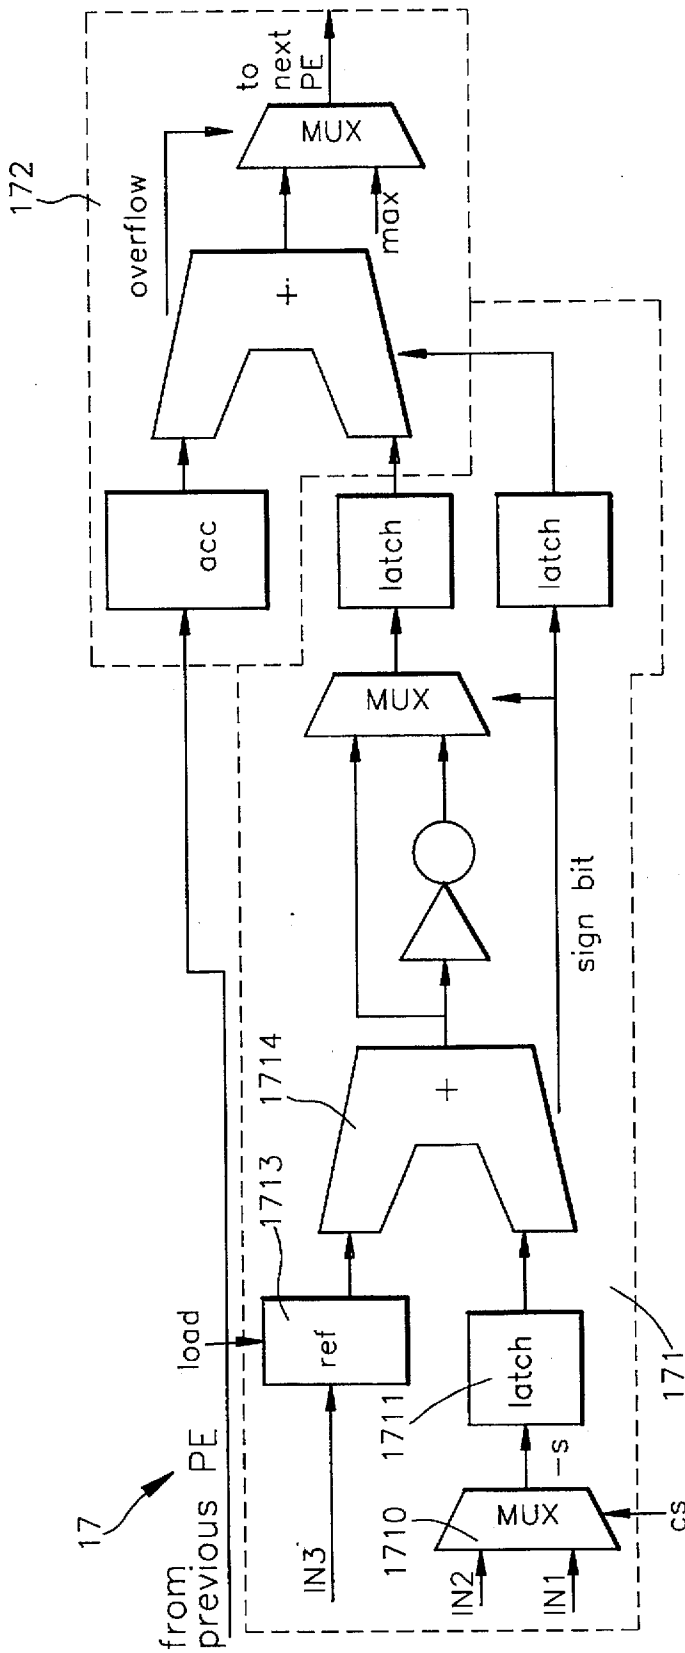 17
from
previous PE
load
IN3
IN2
IN1
1710
MUX
cs
-s
1711
latch
1713
ref
1714
+
171
sign bit
MUX
latch
latch
acc
172
overflow
+
max
MUX
to
next
PE